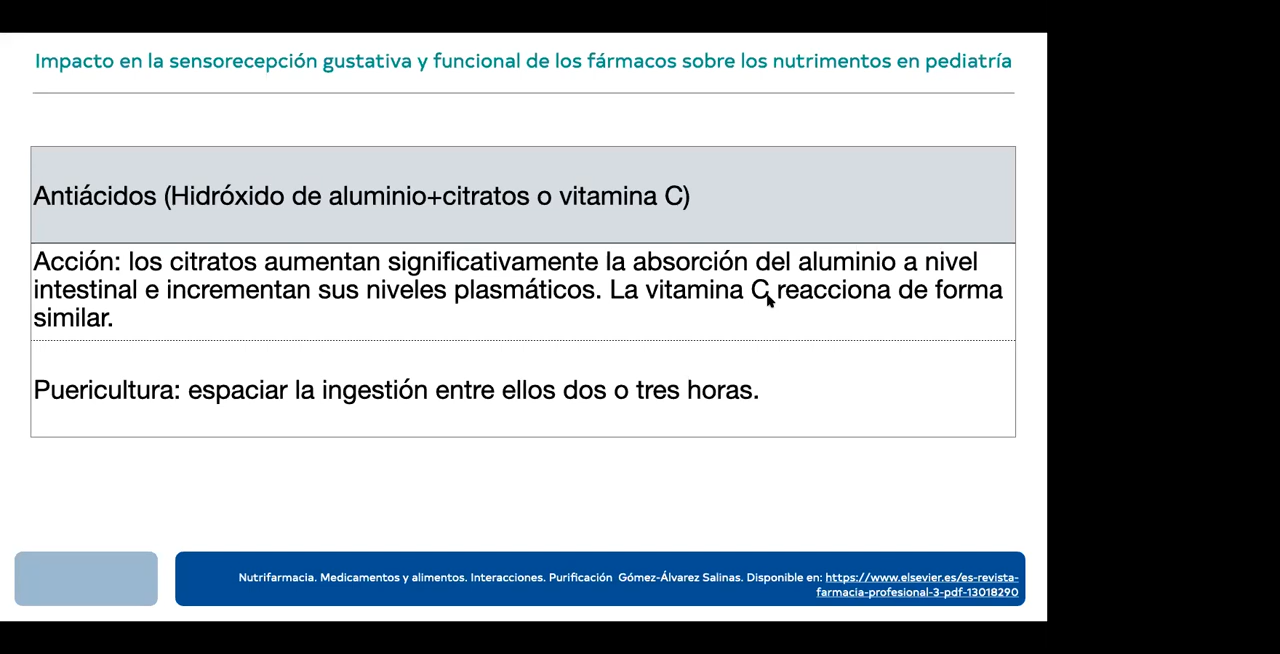 Impacto en la sensorecepción gustativa y funcional de los fármacos sobre los nutrimentos en pediatría
Antiácidos (Hidróxido de aluminio+citratos o vitamina C)
Acción: los citratos aumentan significativamente la absorción del aluminio a nivel
intestinal e incrementan sus niveles plasmáticos. La vitamina C reacciona de forma
similar.
Puericultura: espaciar la ingestión entre ellos dos o tres horas.
Nutrifarmacia. Medicamentos y alimentos. Interacciones. Purificación Gómez-Álvarez Salinas. Disponible en: https://www.elsevier.es/es-revista-
farmacia-profesional-3-pdf-13018290